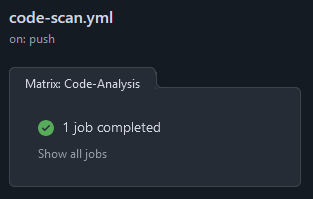 code-scan.yml
on: push
Matrix: Code-Analysis
1 job completed
Show all jobs